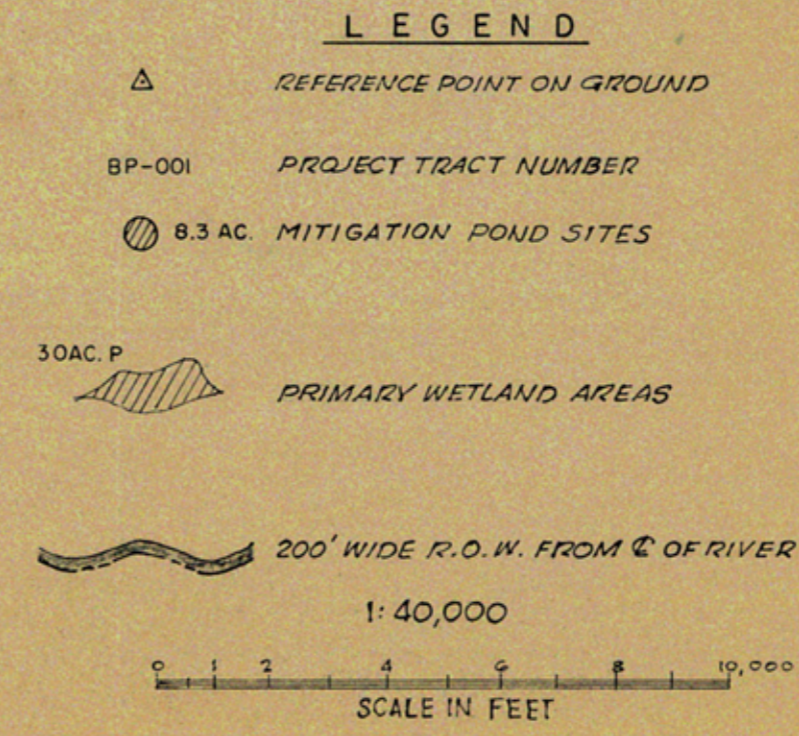 LEGEND
REFERENCE POINT ON GROUND
BP-001 PROJECT TRACT NUMBER
8.3 AC. MITIGATION POND SITES
30AC. P
PRIMARY WETLAND AREAS
200' WIDE R.O.W. FROM ℄ OF RIVER
1:40,000
0 1 2 4 6 8 10,000
SCALE IN FEET